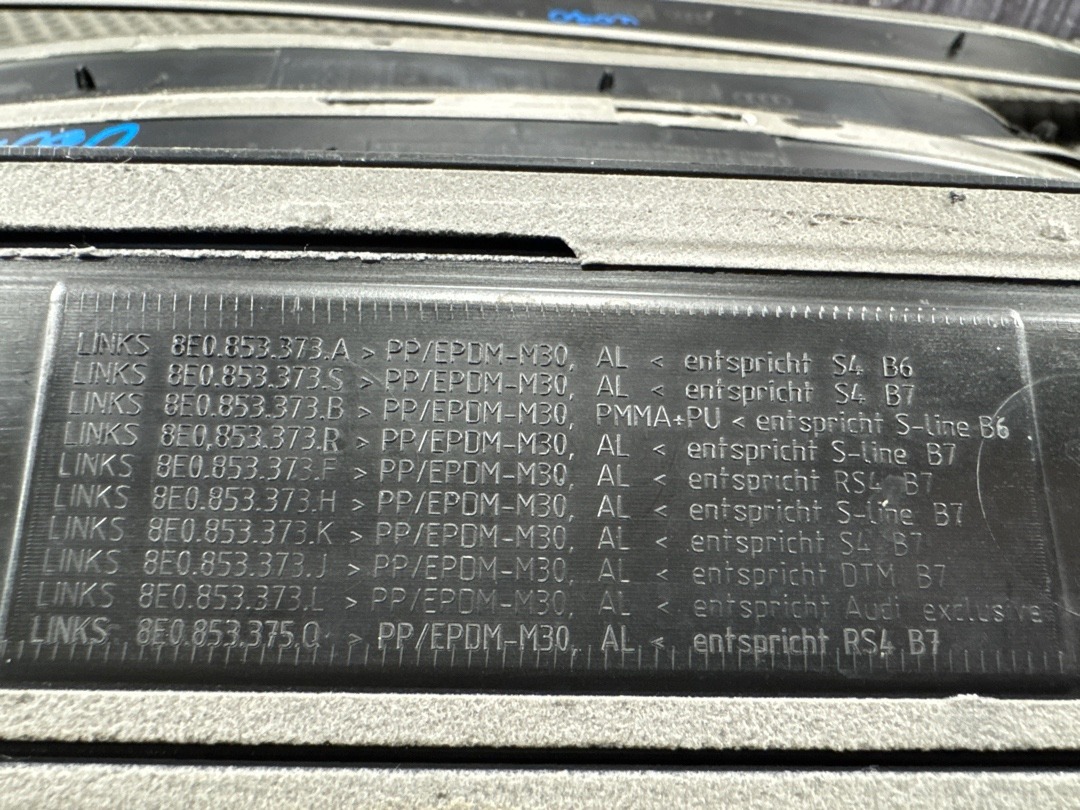 LINKS 8E0.853.373.A > PP/EPDM-M30, AL < entspricht S4 B6
LINKS 8E0.853.373.S > PP/EPDM-M30, AL < entspricht S4 B7
LINKS 8E0.853.373.B > PP/EPDM-M30, PMMA+PU < entspricht S-line B6
LINKS 8E0.853.373.R > PP/EPDM-M30, AL < entspricht S-line B7
LINKS 8E0.853.373.F > PP/EPDM-M30, AL < entspricht RS4 B7
LINKS 8E0.853.373.H > PP/EPDM-M30, AL < entspricht S-line B7
LINKS 8E0.853.373.K > PP/EPDM-M30, AL < entspricht S4 B7
LINKS 8E0.853.373.J > PP/EPDM-M30, AL < entspricht DTM B7
LINKS 8E0.853.373.L > PP/EPDM-M30, AL < entspricht Audi exclusive
LINKS 8E0.853.375.Q > PP/EPDM-M30, AL < entspricht RS4 B7